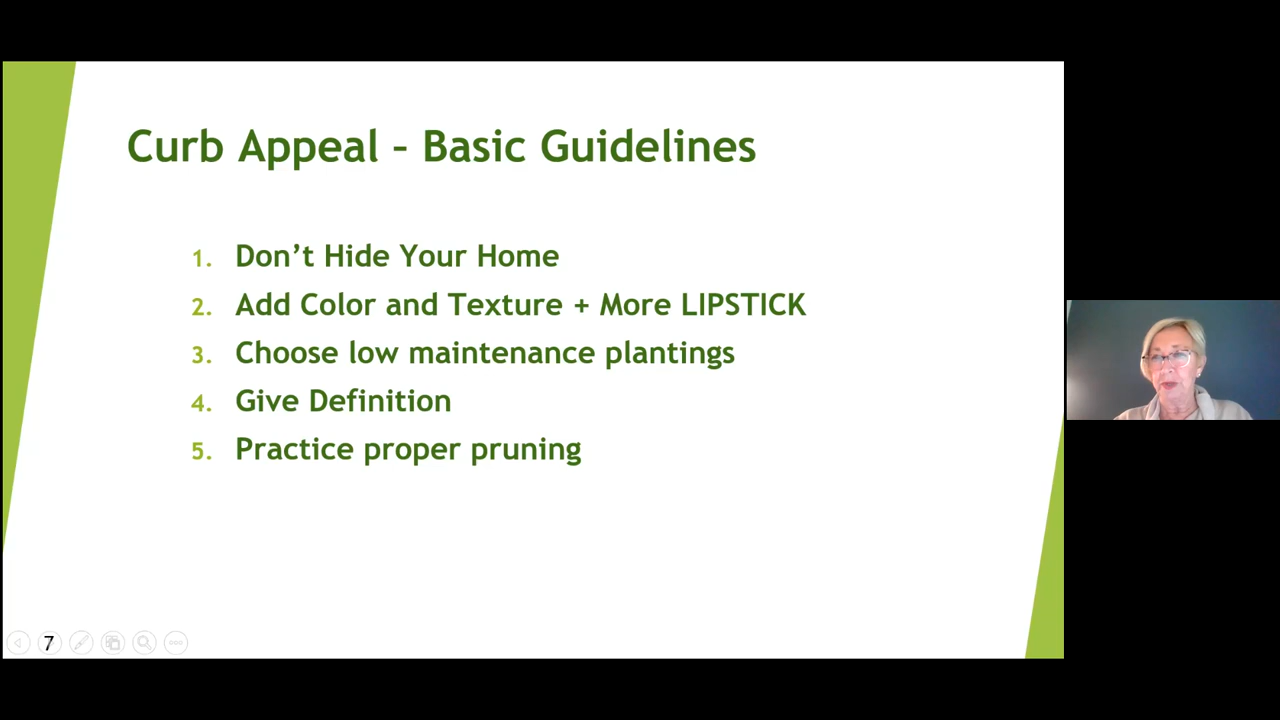 Curb Appeal – Basic Guidelines
1. Don’t Hide Your Home
2. Add Color and Texture + More LIPSTICK
3. Choose low maintenance plantings
4. Give Definition
5. Practice proper pruning
7